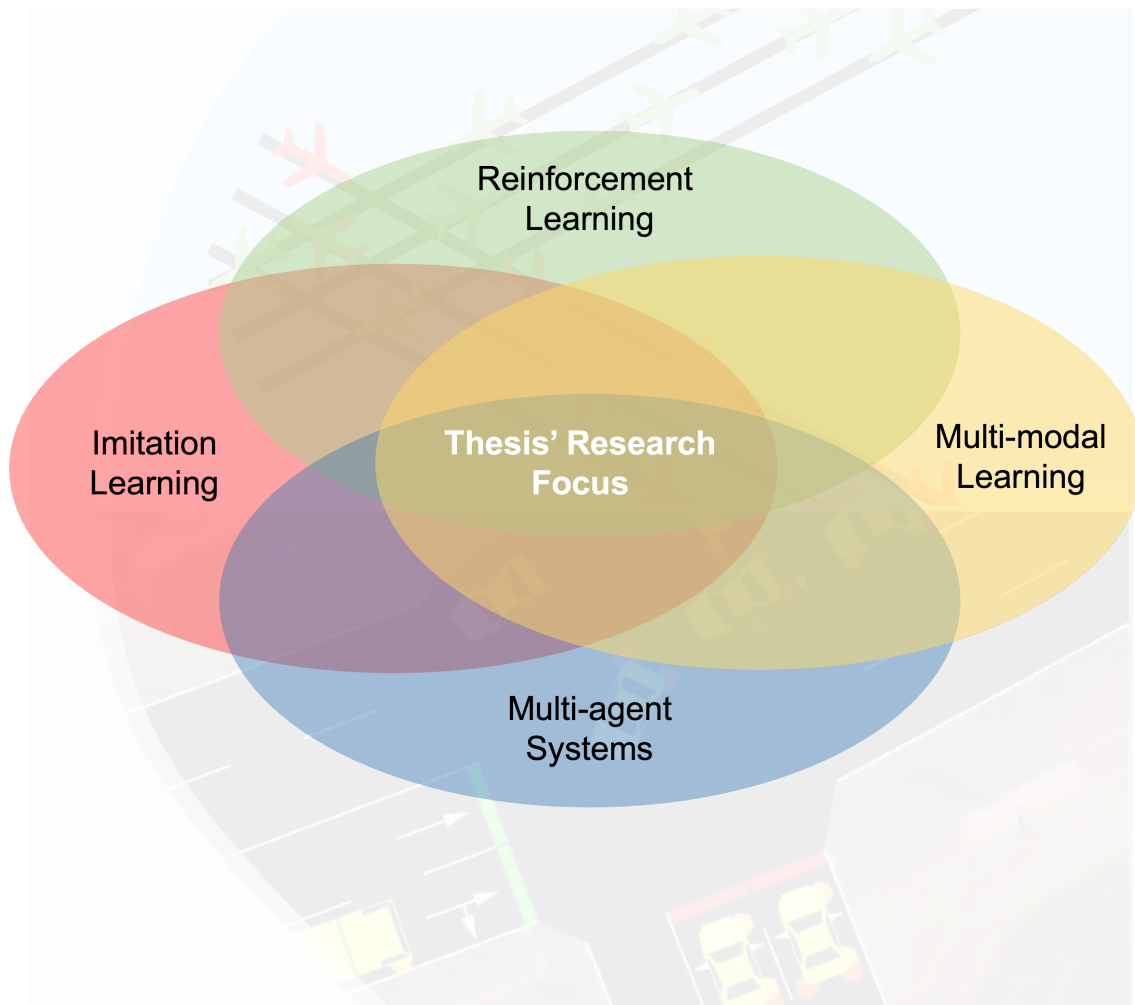 Reinforcement
Learning
Imitation
Learning
Thesis’ Research
Focus
Multi-modal
Learning
Multi-agent
Systems